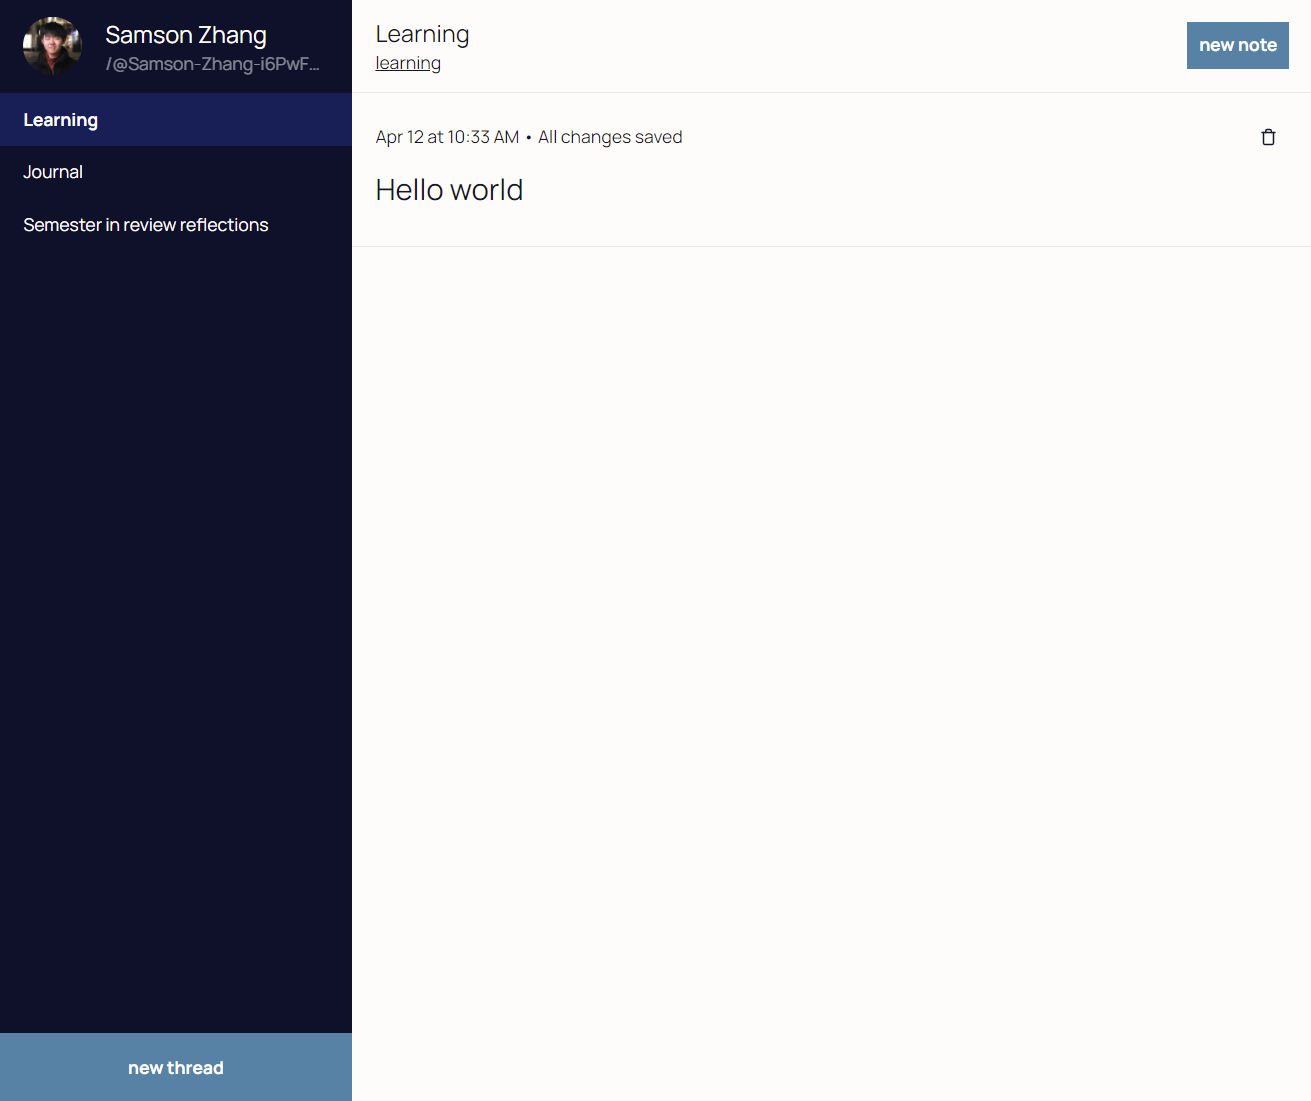 Samson Zhang
/@Samson-Zhang-i6PwF...
Learning
Journal
Semester in review reflections
new thread
Learning
learning
new note
Apr 12 at 10:33 AM • All changes saved
Hello world